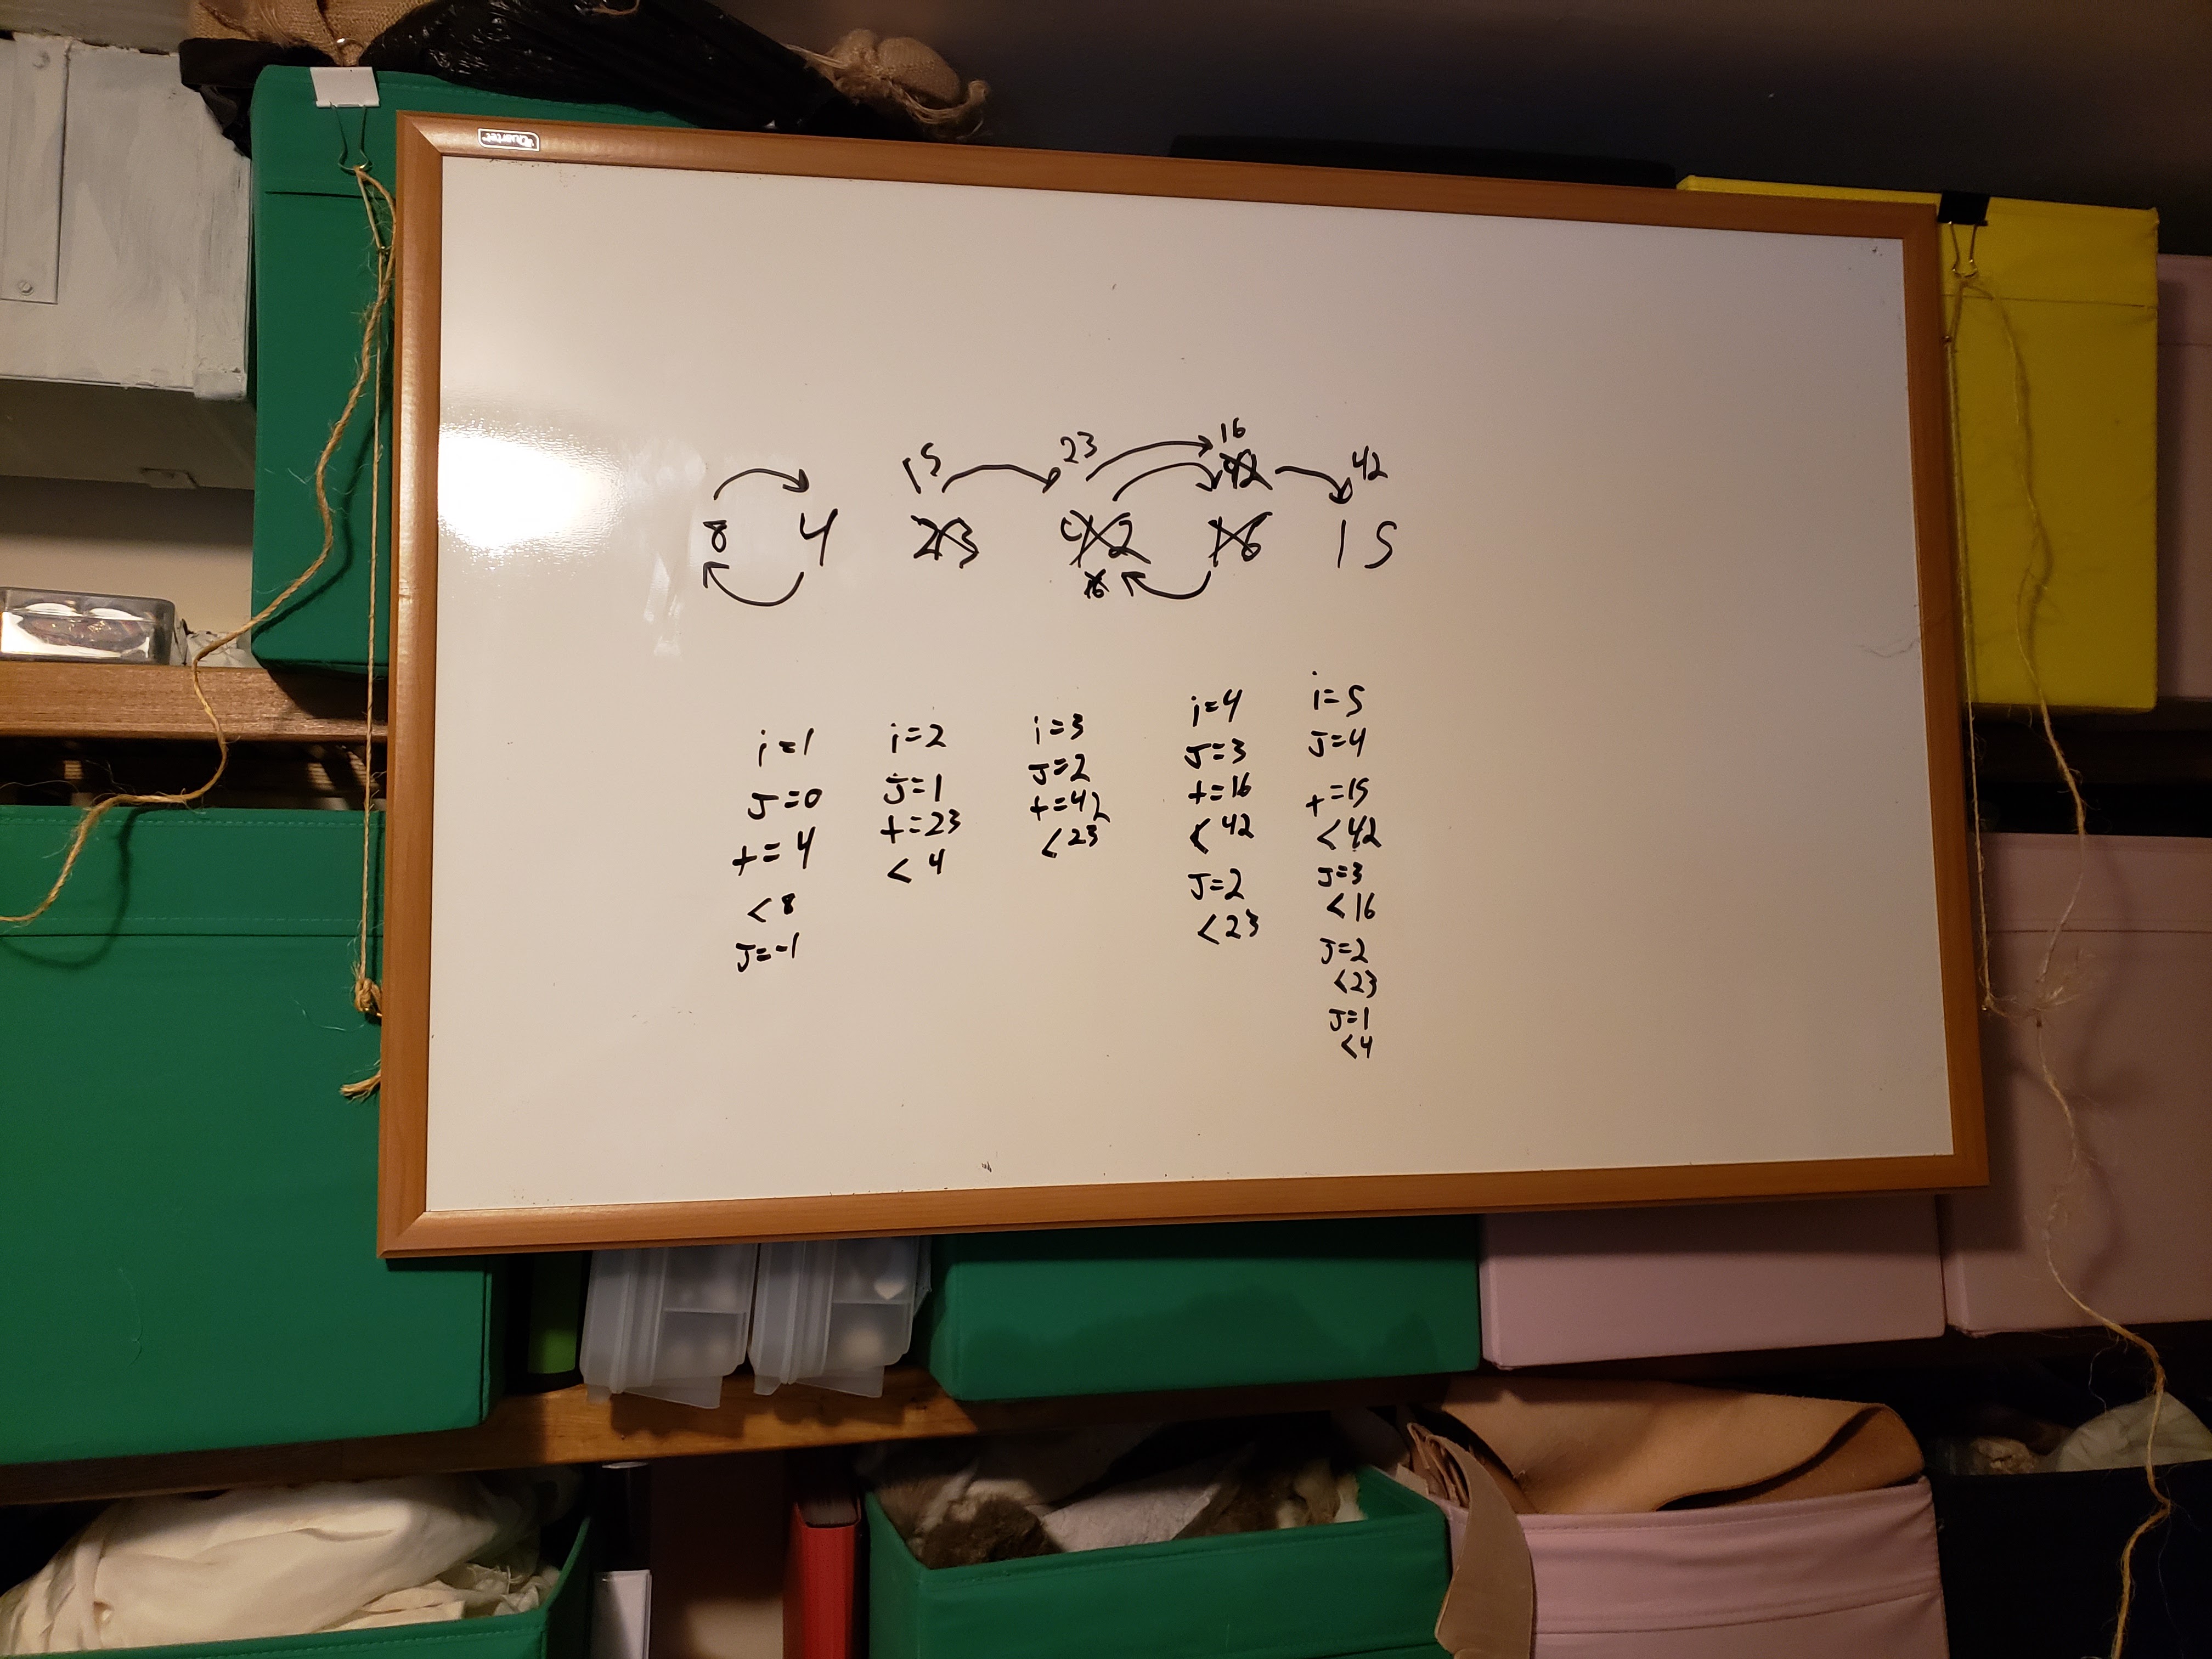 Quartet
16
15 23 42 42
8 4 23 42 16 15
16
i=1
J=0
t=4
<8
J=-1
i=2
J=1
t=23
<4
i=3
J=2
t=42
<23
i=4
J=3
t=16
<42
J=2
<23
i=5
J=4
t=15
<42
J=3
<16
J=2
<23
J=1
<4